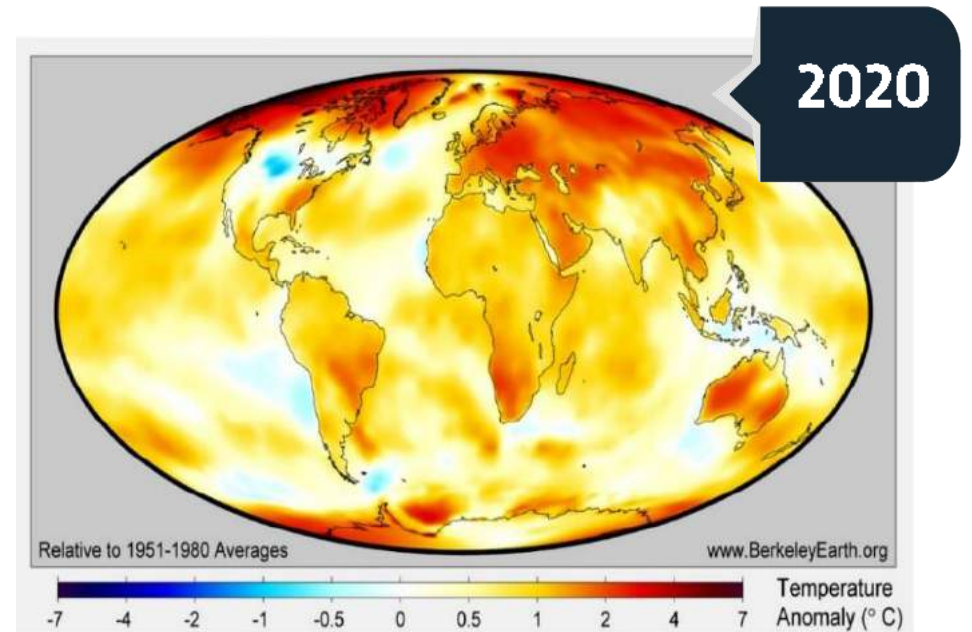 2020
Relative to 1951-1980 Averages
www.BerkeleyEarth.org
-7 -4 -2 -1 -0.5 0 0.5 1 2 4 7
Temperature
Anomaly (° C)